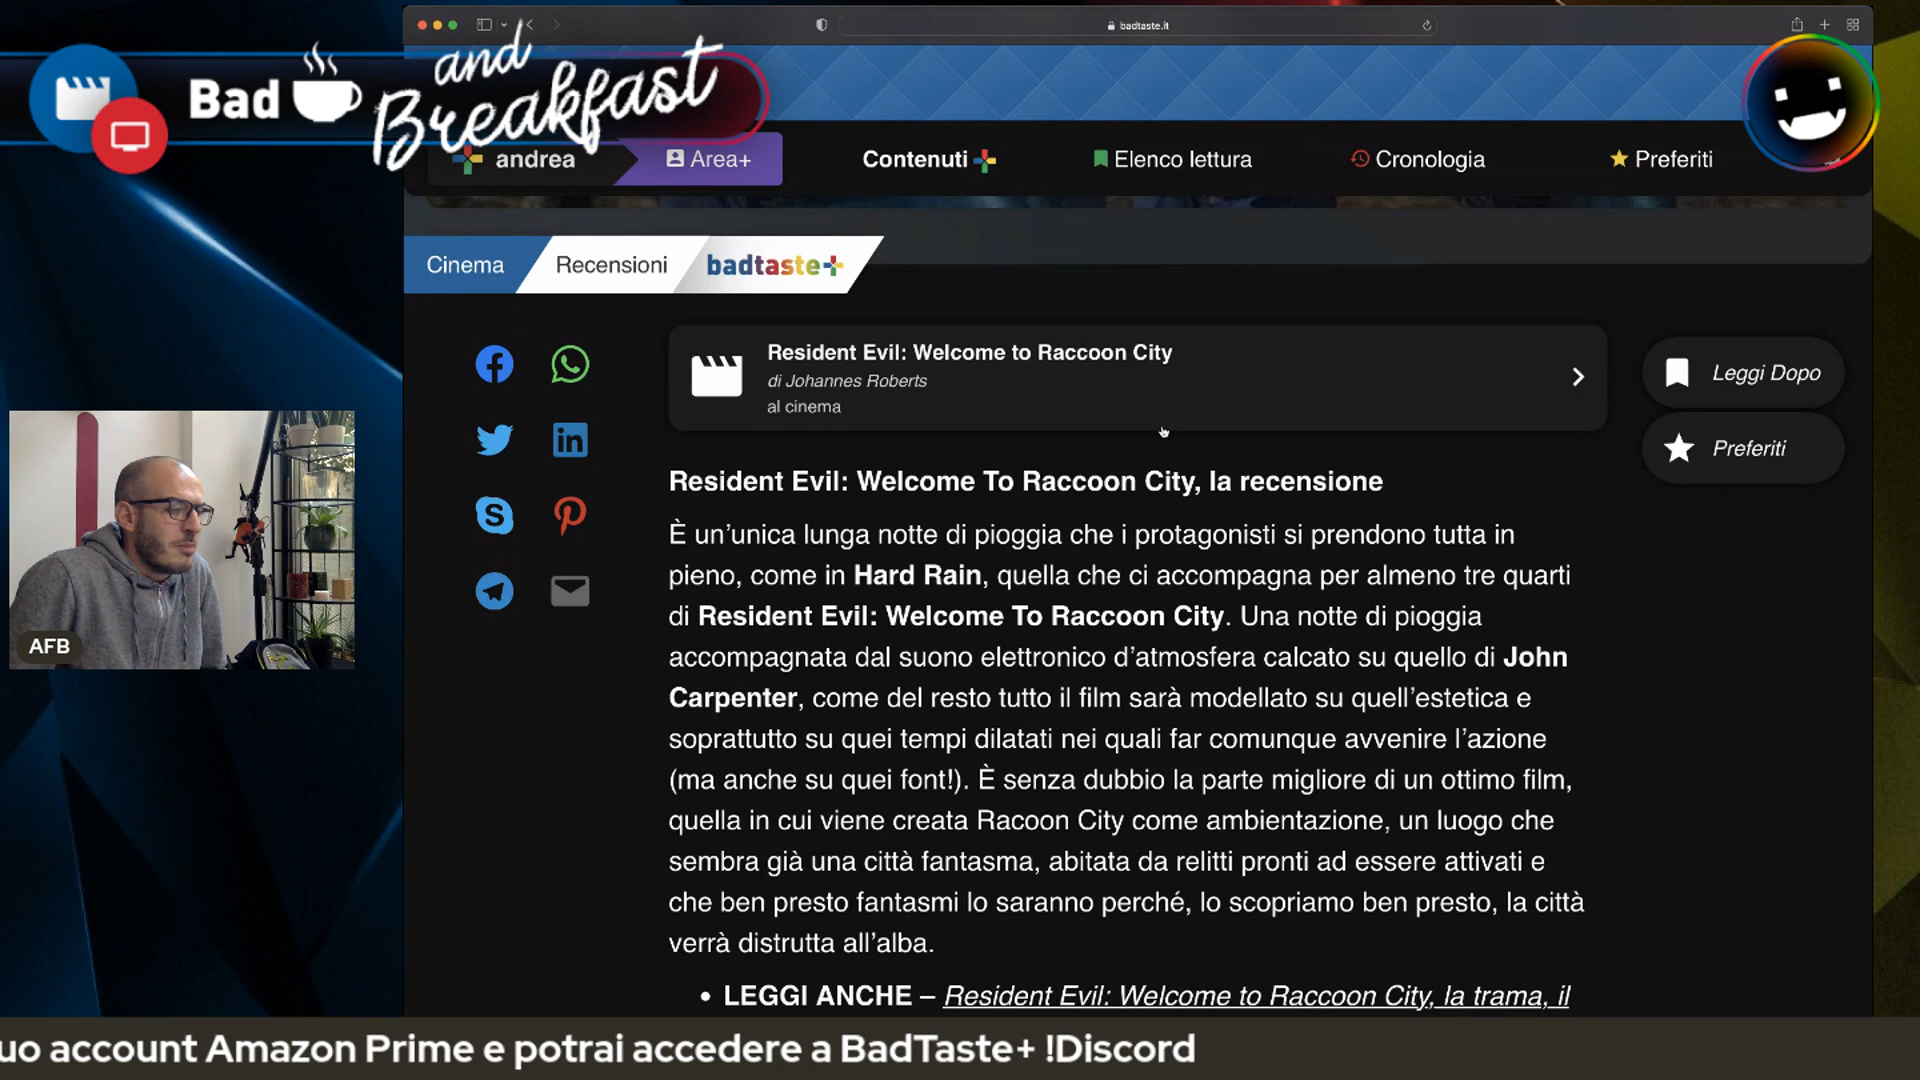 badtaste.it
Bad and Breakfast
andrea
Area+
Contenuti
Elenco lettura
Cronologia
Preferiti
Cinema
Recensioni
badtaste+
Resident Evil: Welcome to Raccoon City
di Johannes Roberts
al cinema
Leggi Dopo
Preferiti
Resident Evil: Welcome To Raccoon City, la recensione
È un’unica lunga notte di pioggia che i protagonisti si prendono tutta in
pieno, come in Hard Rain, quella che ci accompagna per almeno tre quarti
di Resident Evil: Welcome To Raccoon City. Una notte di pioggia
accompagnata dal suono elettronico d’atmosfera calcato su quello di John
Carpenter, come del resto tutto il film sarà modellato su quell’estetica e
soprattutto su quei tempi dilatati nei quali far comunque avvenire l’azione
(ma anche su quei font!). È senza dubbio la parte migliore di un ottimo film,
quella in cui viene creata Racoon City come ambientazione, un luogo che
sembra già una città fantasma, abitata da relitti pronti ad essere attivati e
che ben presto fantasmi lo saranno perché, lo scopriamo ben presto, la città
verrà distrutta all’alba.
• LEGGI ANCHE – Resident Evil: Welcome to Raccoon City, la trama, il
AFB
uo account Amazon Prime e potrai accedere a BadTaste+ !Discord